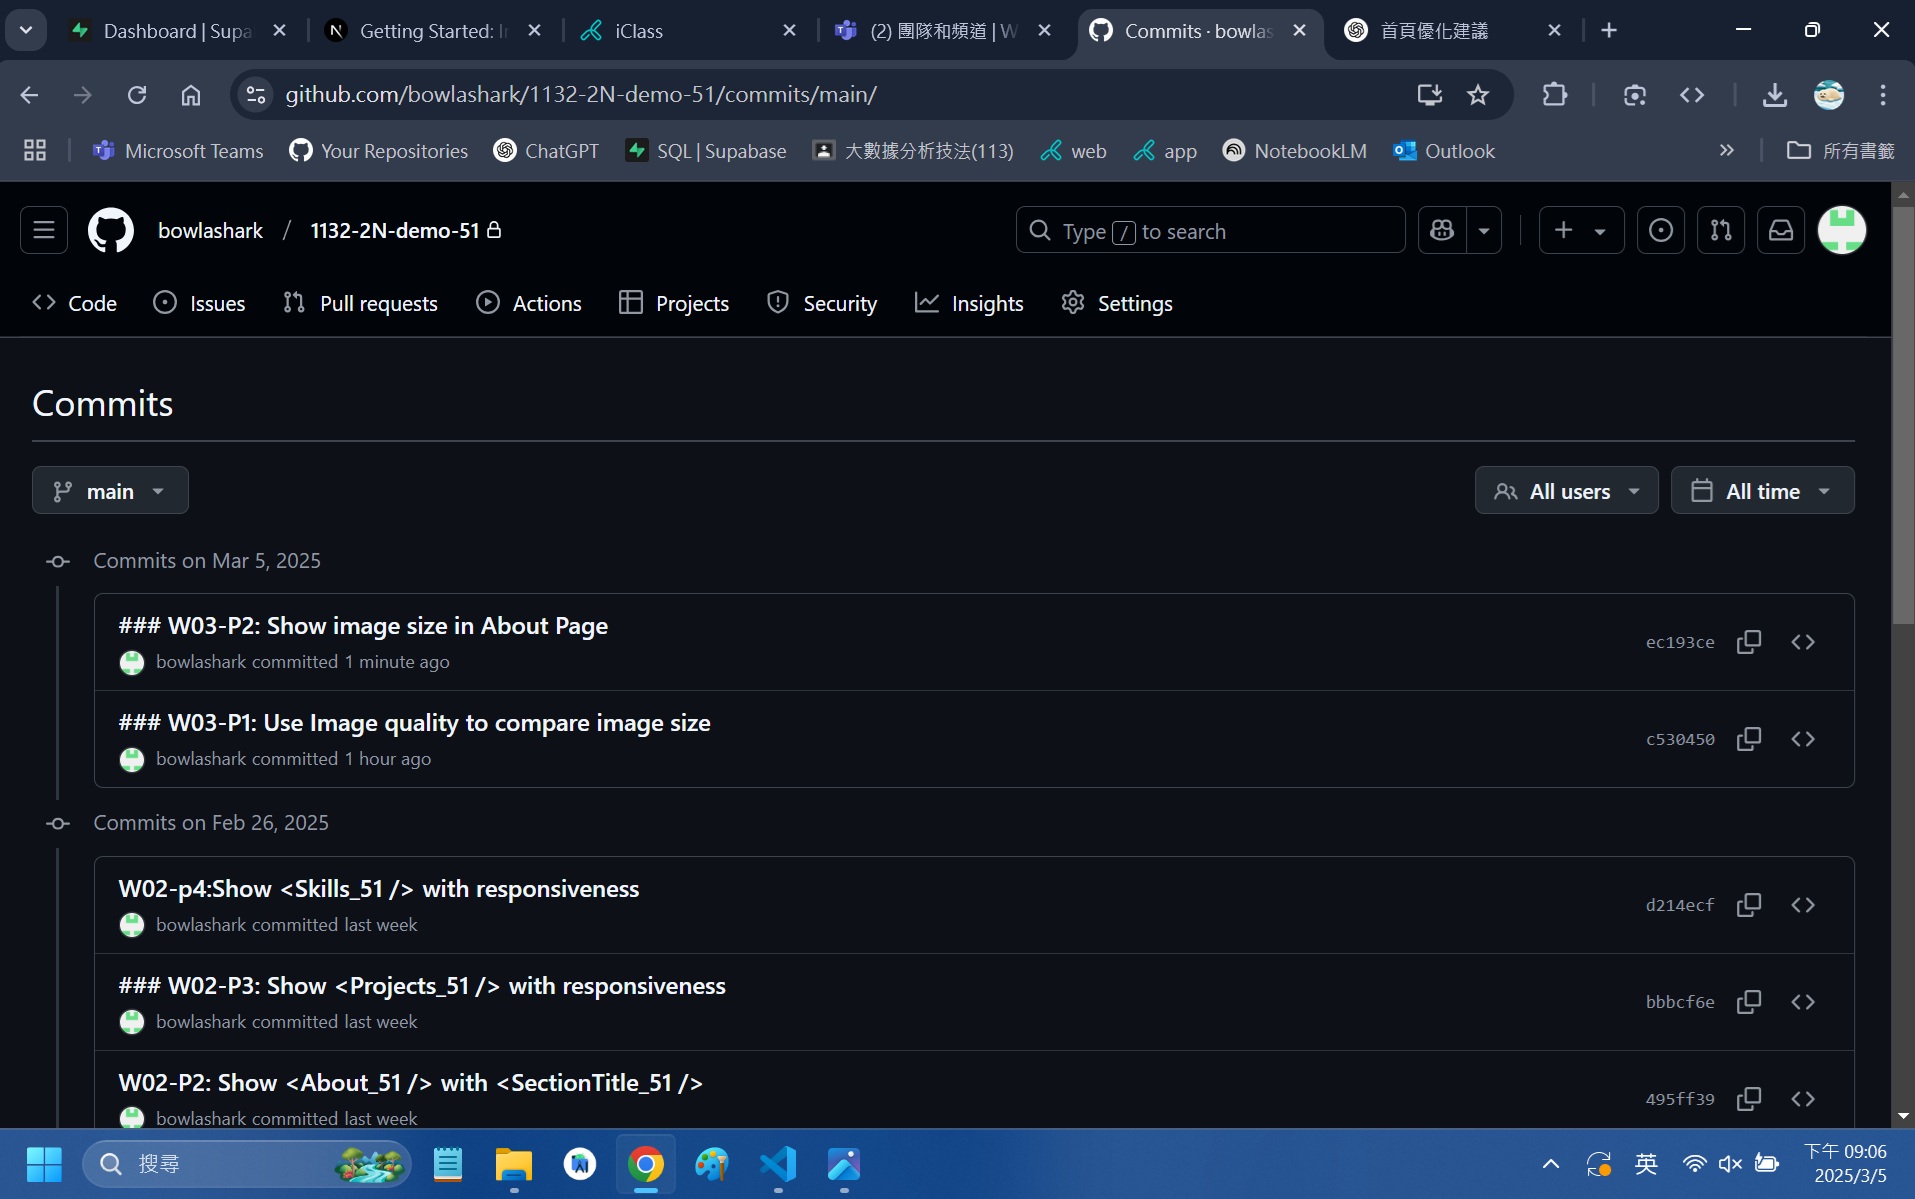 Dashboard | Supa
Getting Started: I
iClass
(2) 團隊和頻道 | W
Commits · bowlas
首頁優化建議
github.com/bowlashark/1132-2N-demo-51/commits/main/
Microsoft Teams
Your Repositories
ChatGPT
SQL | Supabase
大數據分析技法(113)
web
app
NotebookLM
Outlook
所有書籤
bowlashark / 1132-2N-demo-51
Type / to search
Code
Issues
Pull requests
Actions
Projects
Security
Insights
Settings
Commits
main
All users
All time
Commits on Mar 5, 2025
### W03-P2: Show image size in About Page
bowlashark committed 1 minute ago
ec193ce
### W03-P1: Use Image quality to compare image size
bowlashark committed 1 hour ago
c530450
Commits on Feb 26, 2025
W02-p4:Show <Skills_51 /> with responsiveness
bowlashark committed last week
d214ecf
### W02-P3: Show <Projects_51 /> with responsiveness
bowlashark committed last week
bbbcf6e
W02-P2: Show <About_51 /> with <SectionTitle_51 />
bowlashark committed last week
495ff39
搜尋
英
下午 09:06
2025/3/5